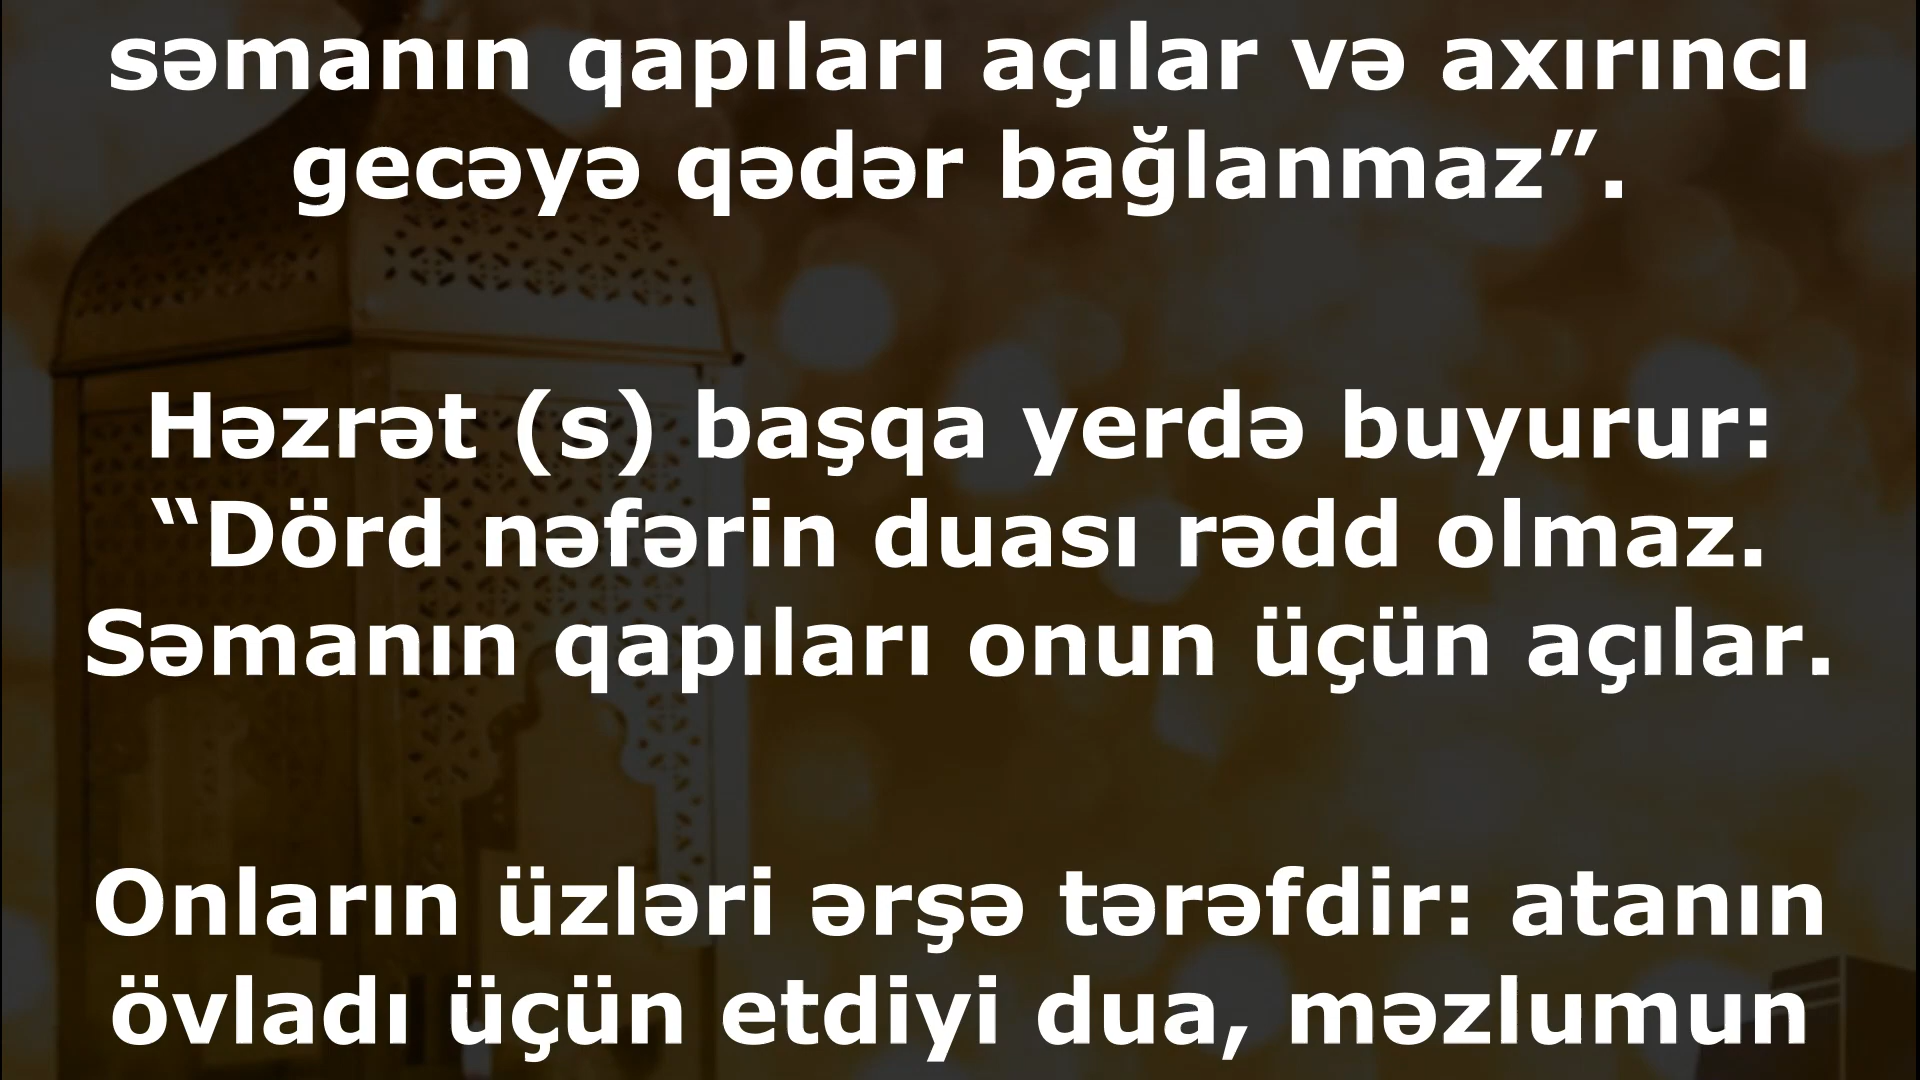 səmanın qapıları açılar və axırıncı
gecəyə qədər bağlanmaz”.
Həzrət (s) başqa yerdə buyurur:
“Dörd nəfərin duası rədd olmaz.
Səmanın qapıları onun üçün açılar.
Onların üzləri ərşə tərəfdir: atanın
övladı üçün etdiyi dua, məzlumun